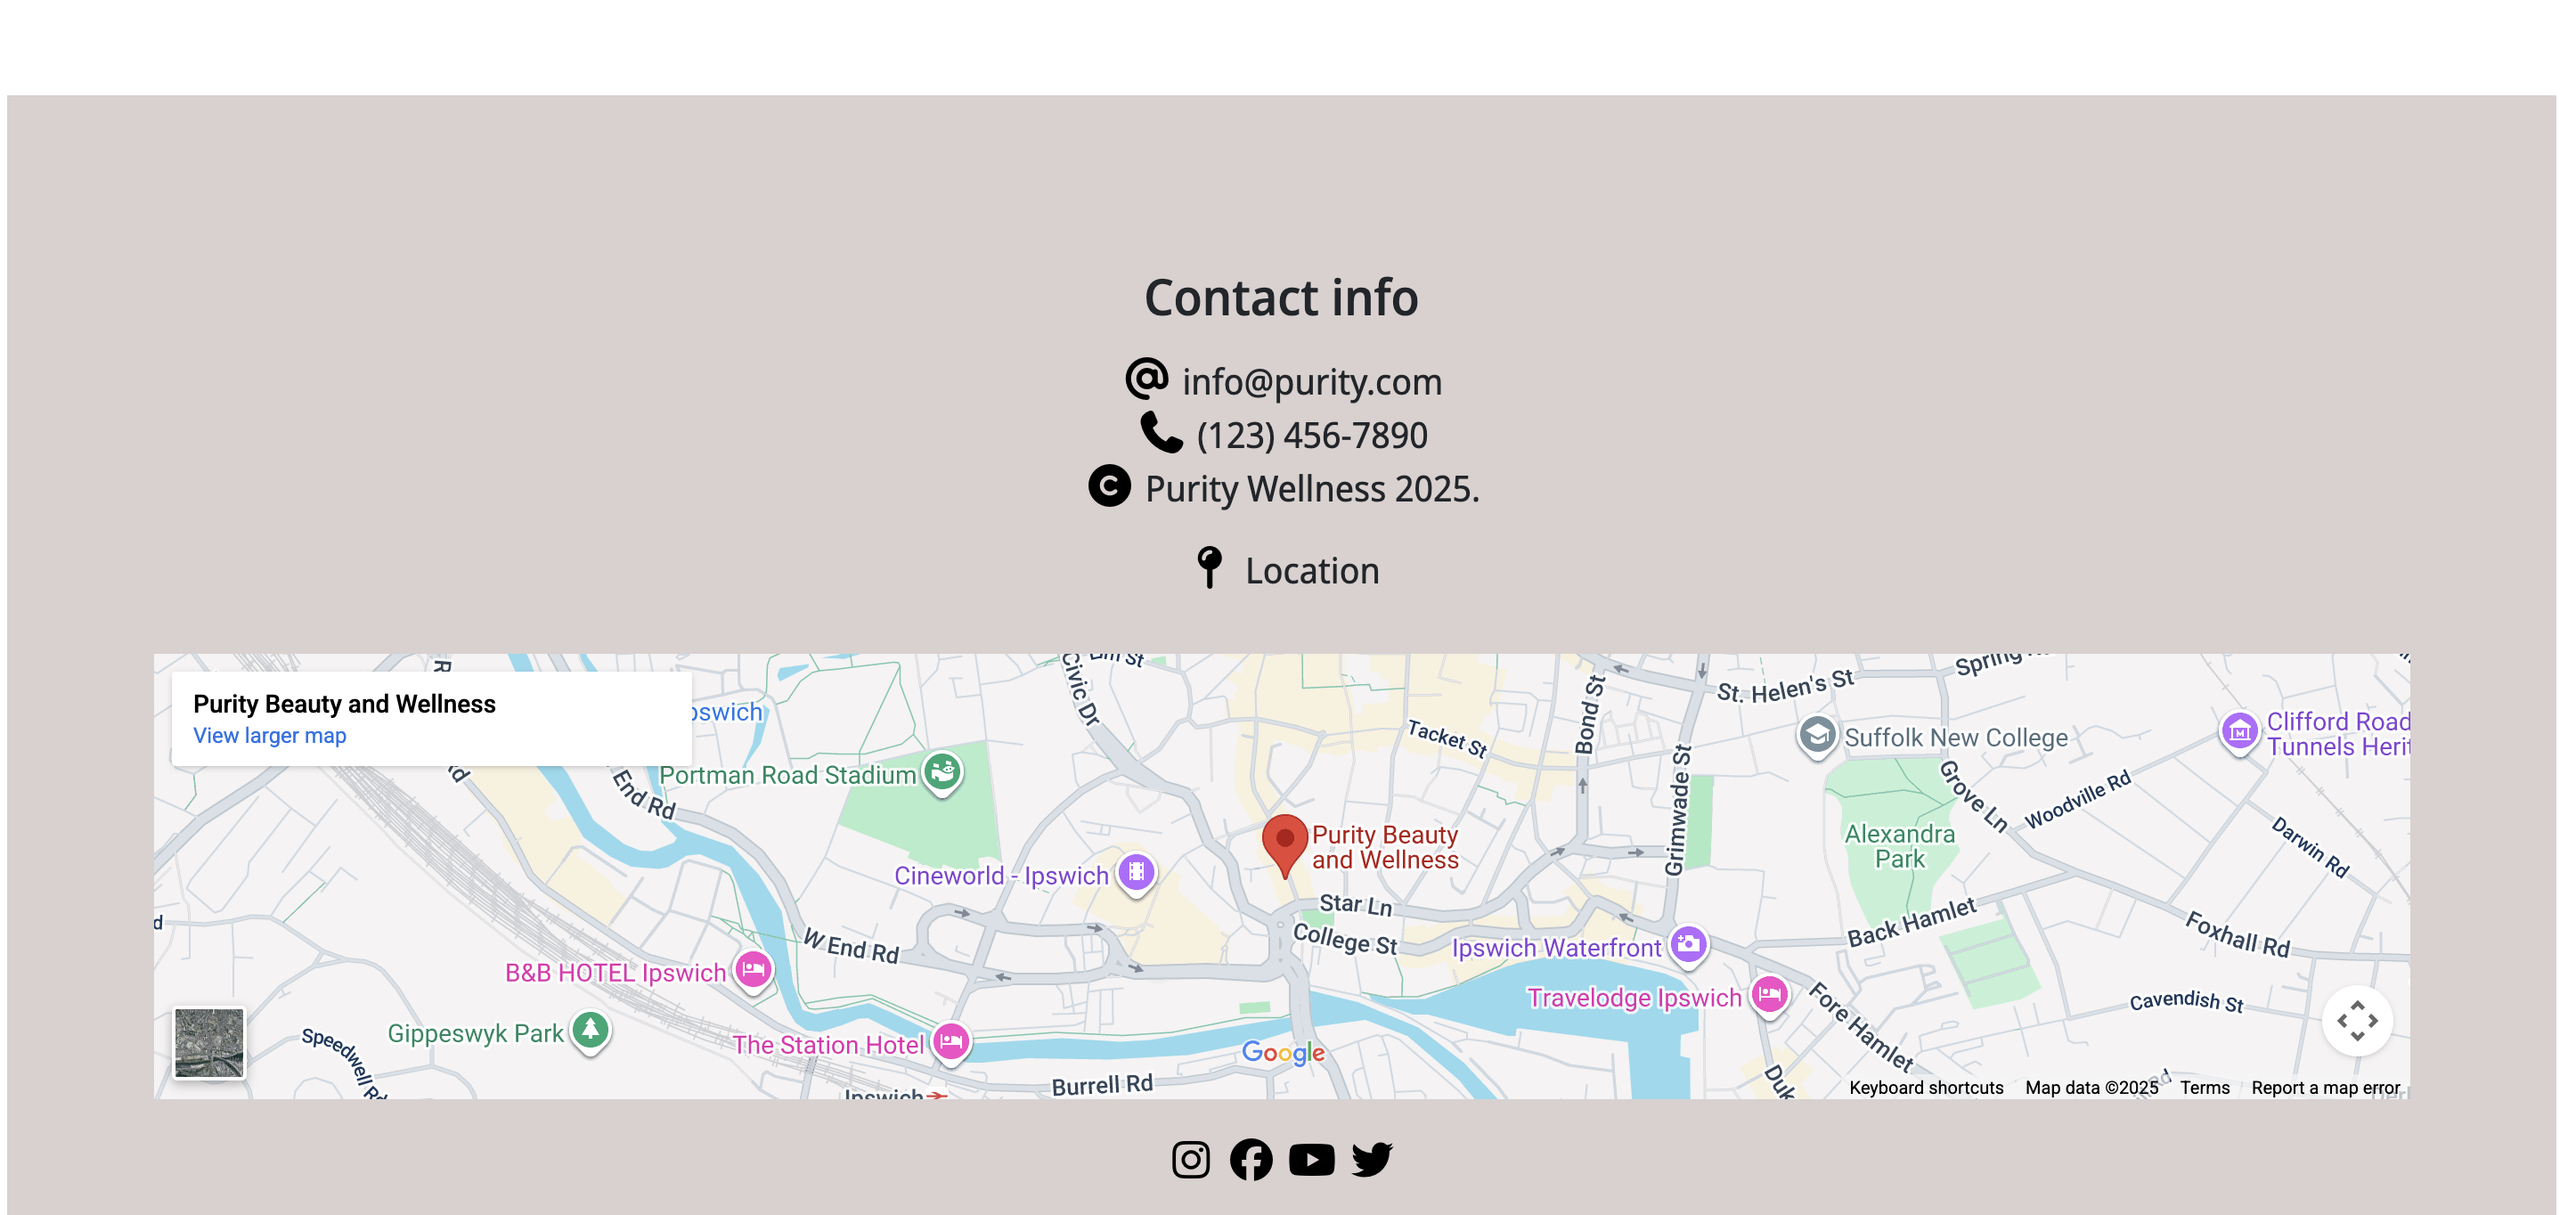 Contact info
info@purity.com
(123) 456-7890
Purity Wellness 2025.
Location
Purity Beauty and Wellness
View larger map
Civic Dr
Elm St
Bond St
St. Helen's St
Tacket St
Grimwade St
Suffolk New College
Clifford Road
Tunnels Herit
Portman Road Stadium
End Rd
Grove Ln
Woodville Rd
Darwin Rd
Alexandra
Park
Purity Beauty
and Wellness
Cineworld - Ipswich
Star Ln
College St
W End Rd
Ipswich Waterfront
Back Hamlet
Foxhall Rd
B&B HOTEL Ipswich
Travelodge Ipswich
Fore Hamlet
Cavendish St
Gippeswyk Park
Speedwell Rd
The Station Hotel
Google
Burrell Rd
Ipswich
Keyboard shortcuts
Map data ©2025
Terms
Report a map error